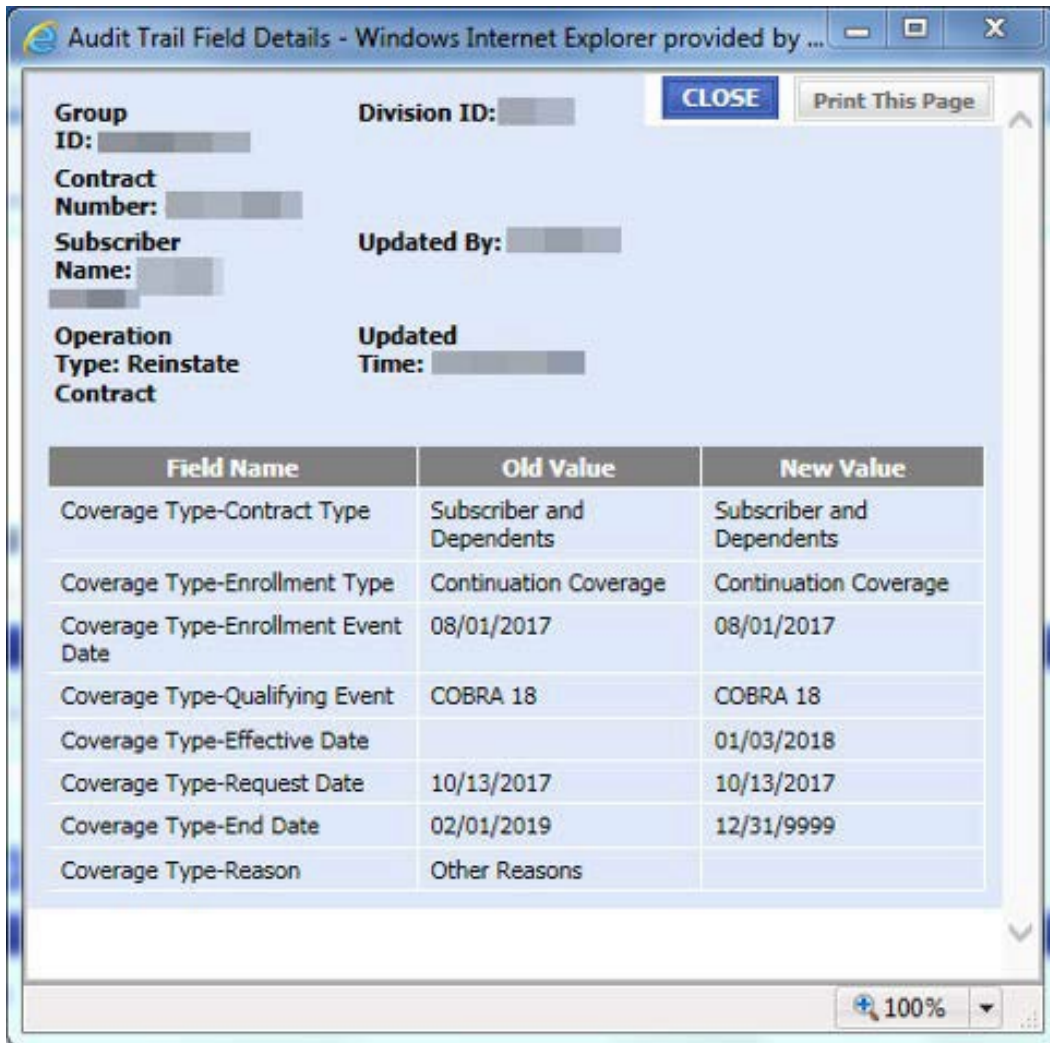 Audit Trail Field Details - Windows Internet Explorer provided by ...
CLOSE
Print This Page
Group
ID:
Division ID:
Contract
Number:
Subscriber
Name:
Updated By:
Operation
Type: Reinstate
Contract
Updated
Time:
Field Name Old Value New Value
Coverage Type-Contract Type Subscriber and Subscriber and
Dependents Dependents
Coverage Type-Enrollment Type Continuation Coverage Continuation Coverage
Coverage Type-Enrollment Event 08/01/2017 08/01/2017
Date
Coverage Type-Qualifying Event COBRA 18 COBRA 18
Coverage Type-Effective Date 01/03/2018
Coverage Type-Request Date 10/13/2017 10/13/2017
Coverage Type-End Date 02/01/2019 12/31/9999
Coverage Type-Reason Other Reasons
100%